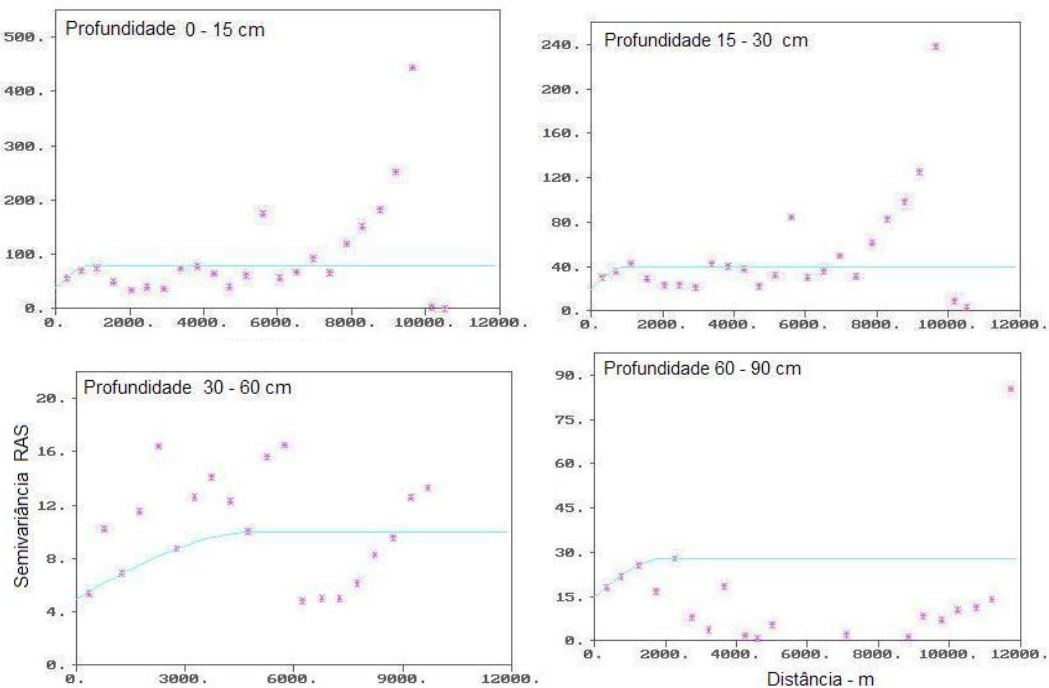 Profundidade 0 - 15 cm
500.
400.
300.
200.
100.
0.
0. 2000. 4000. 6000. 8000. 10000. 12000.
Profundidade 15 - 30 cm
240.
200.
160.
120.
80.
40.
0.
0. 2000. 4000. 6000. 8000. 10000. 12000.
Profundidade 30 - 60 cm
Semivariância RAS
20.
16.
12.
8.
4.
0.
0. 3000. 6000. 9000. 12000.
Profundidade 60 - 90 cm
90.
75.
60.
45.
30.
15.
0.
0. 2000. 4000. 6000. 8000. 10000. 12000.
Distância - m